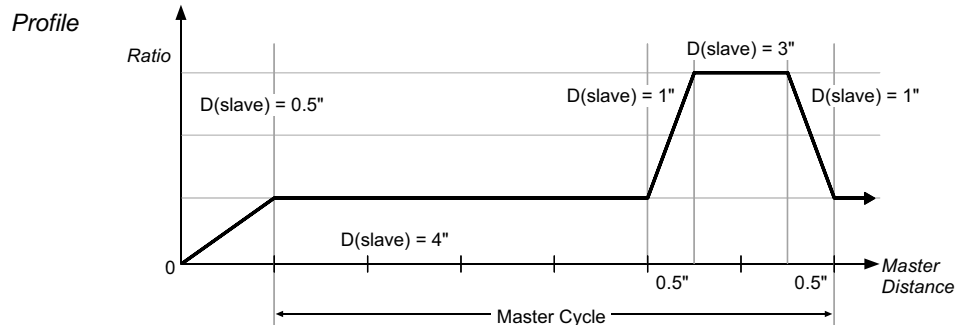 Profile
Ratio
D(slave) = 3"
D(slave) = 0.5"
D(slave) = 1"
D(slave) = 1"
D(slave) = 4"
0
0.5"
0.5"
Master
Distance
Master Cycle